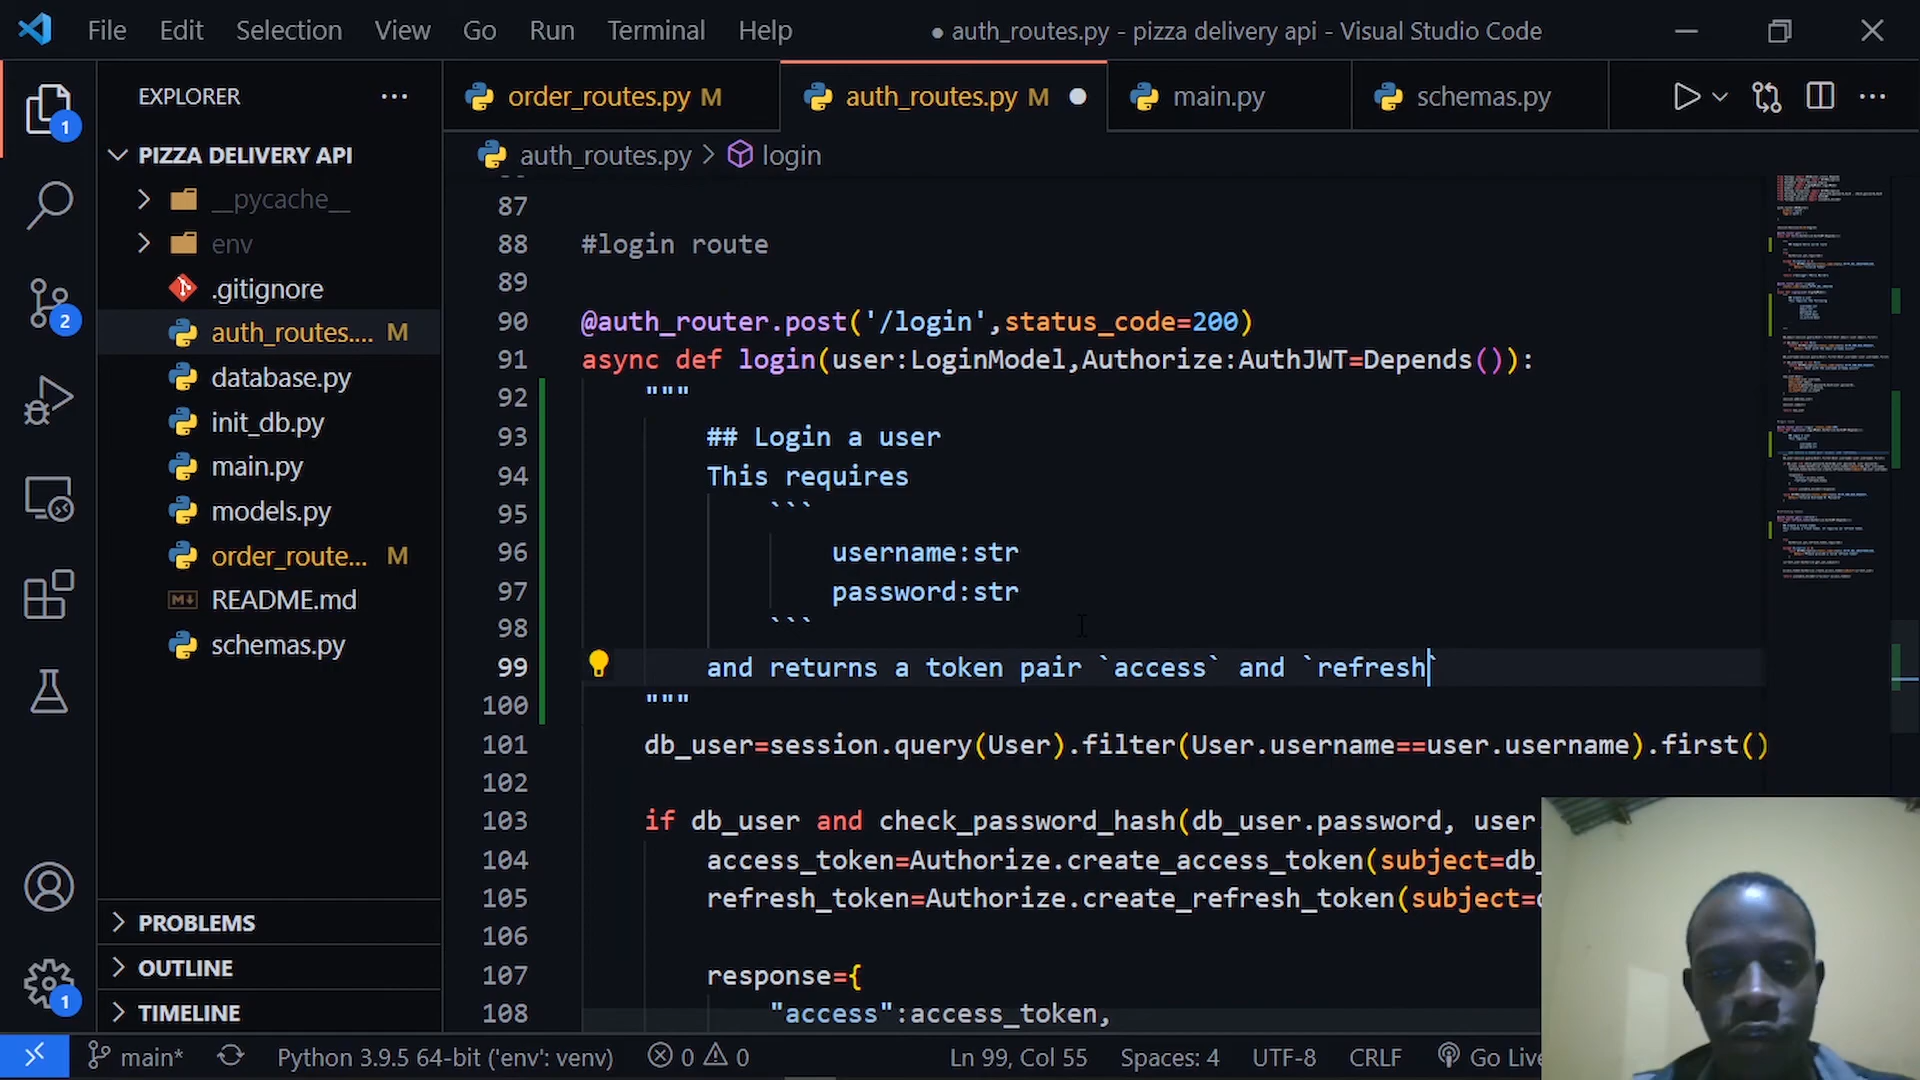 File Edit Selection View Go Run Terminal Help
● auth_routes.py - pizza delivery api - Visual Studio Code
EXPLORER
order_routes.py M
auth_routes.py M
main.py
schemas.py
auth_routes.py > login
PIZZA DELIVERY API
__pycache__
env
.gitignore
auth_routes.... M
database.py
init_db.py
main.py
models.py
order_route... M
README.md
schemas.py
PROBLEMS
OUTLINE
TIMELINE
1
2
1
87
88 #login route
89
90 @auth_router.post('/login',status_code=200)
91 async def login(user:LoginModel,Authorize:AuthJWT=Depends()):
92 """
93 ## Login a user
94 This requires
95 ```
96 username:str
97 password:str
98 ```
99 and returns a token pair `access` and `refresh`
100 """
101 db_user=session.query(User).filter(User.username==user.username).first()
102
103 if db_user and check_password_hash(db_user.password, user
104 access_token=Authorize.create_access_token(subject=db_
105 refresh_token=Authorize.create_refresh_token(subject=
106
107 response={
108 "access":access_token,
main* Python 3.9.5 64-bit ('env': venv) 0 0 Ln 99, Col 55 Spaces: 4 UTF-8 CRLF Go Live